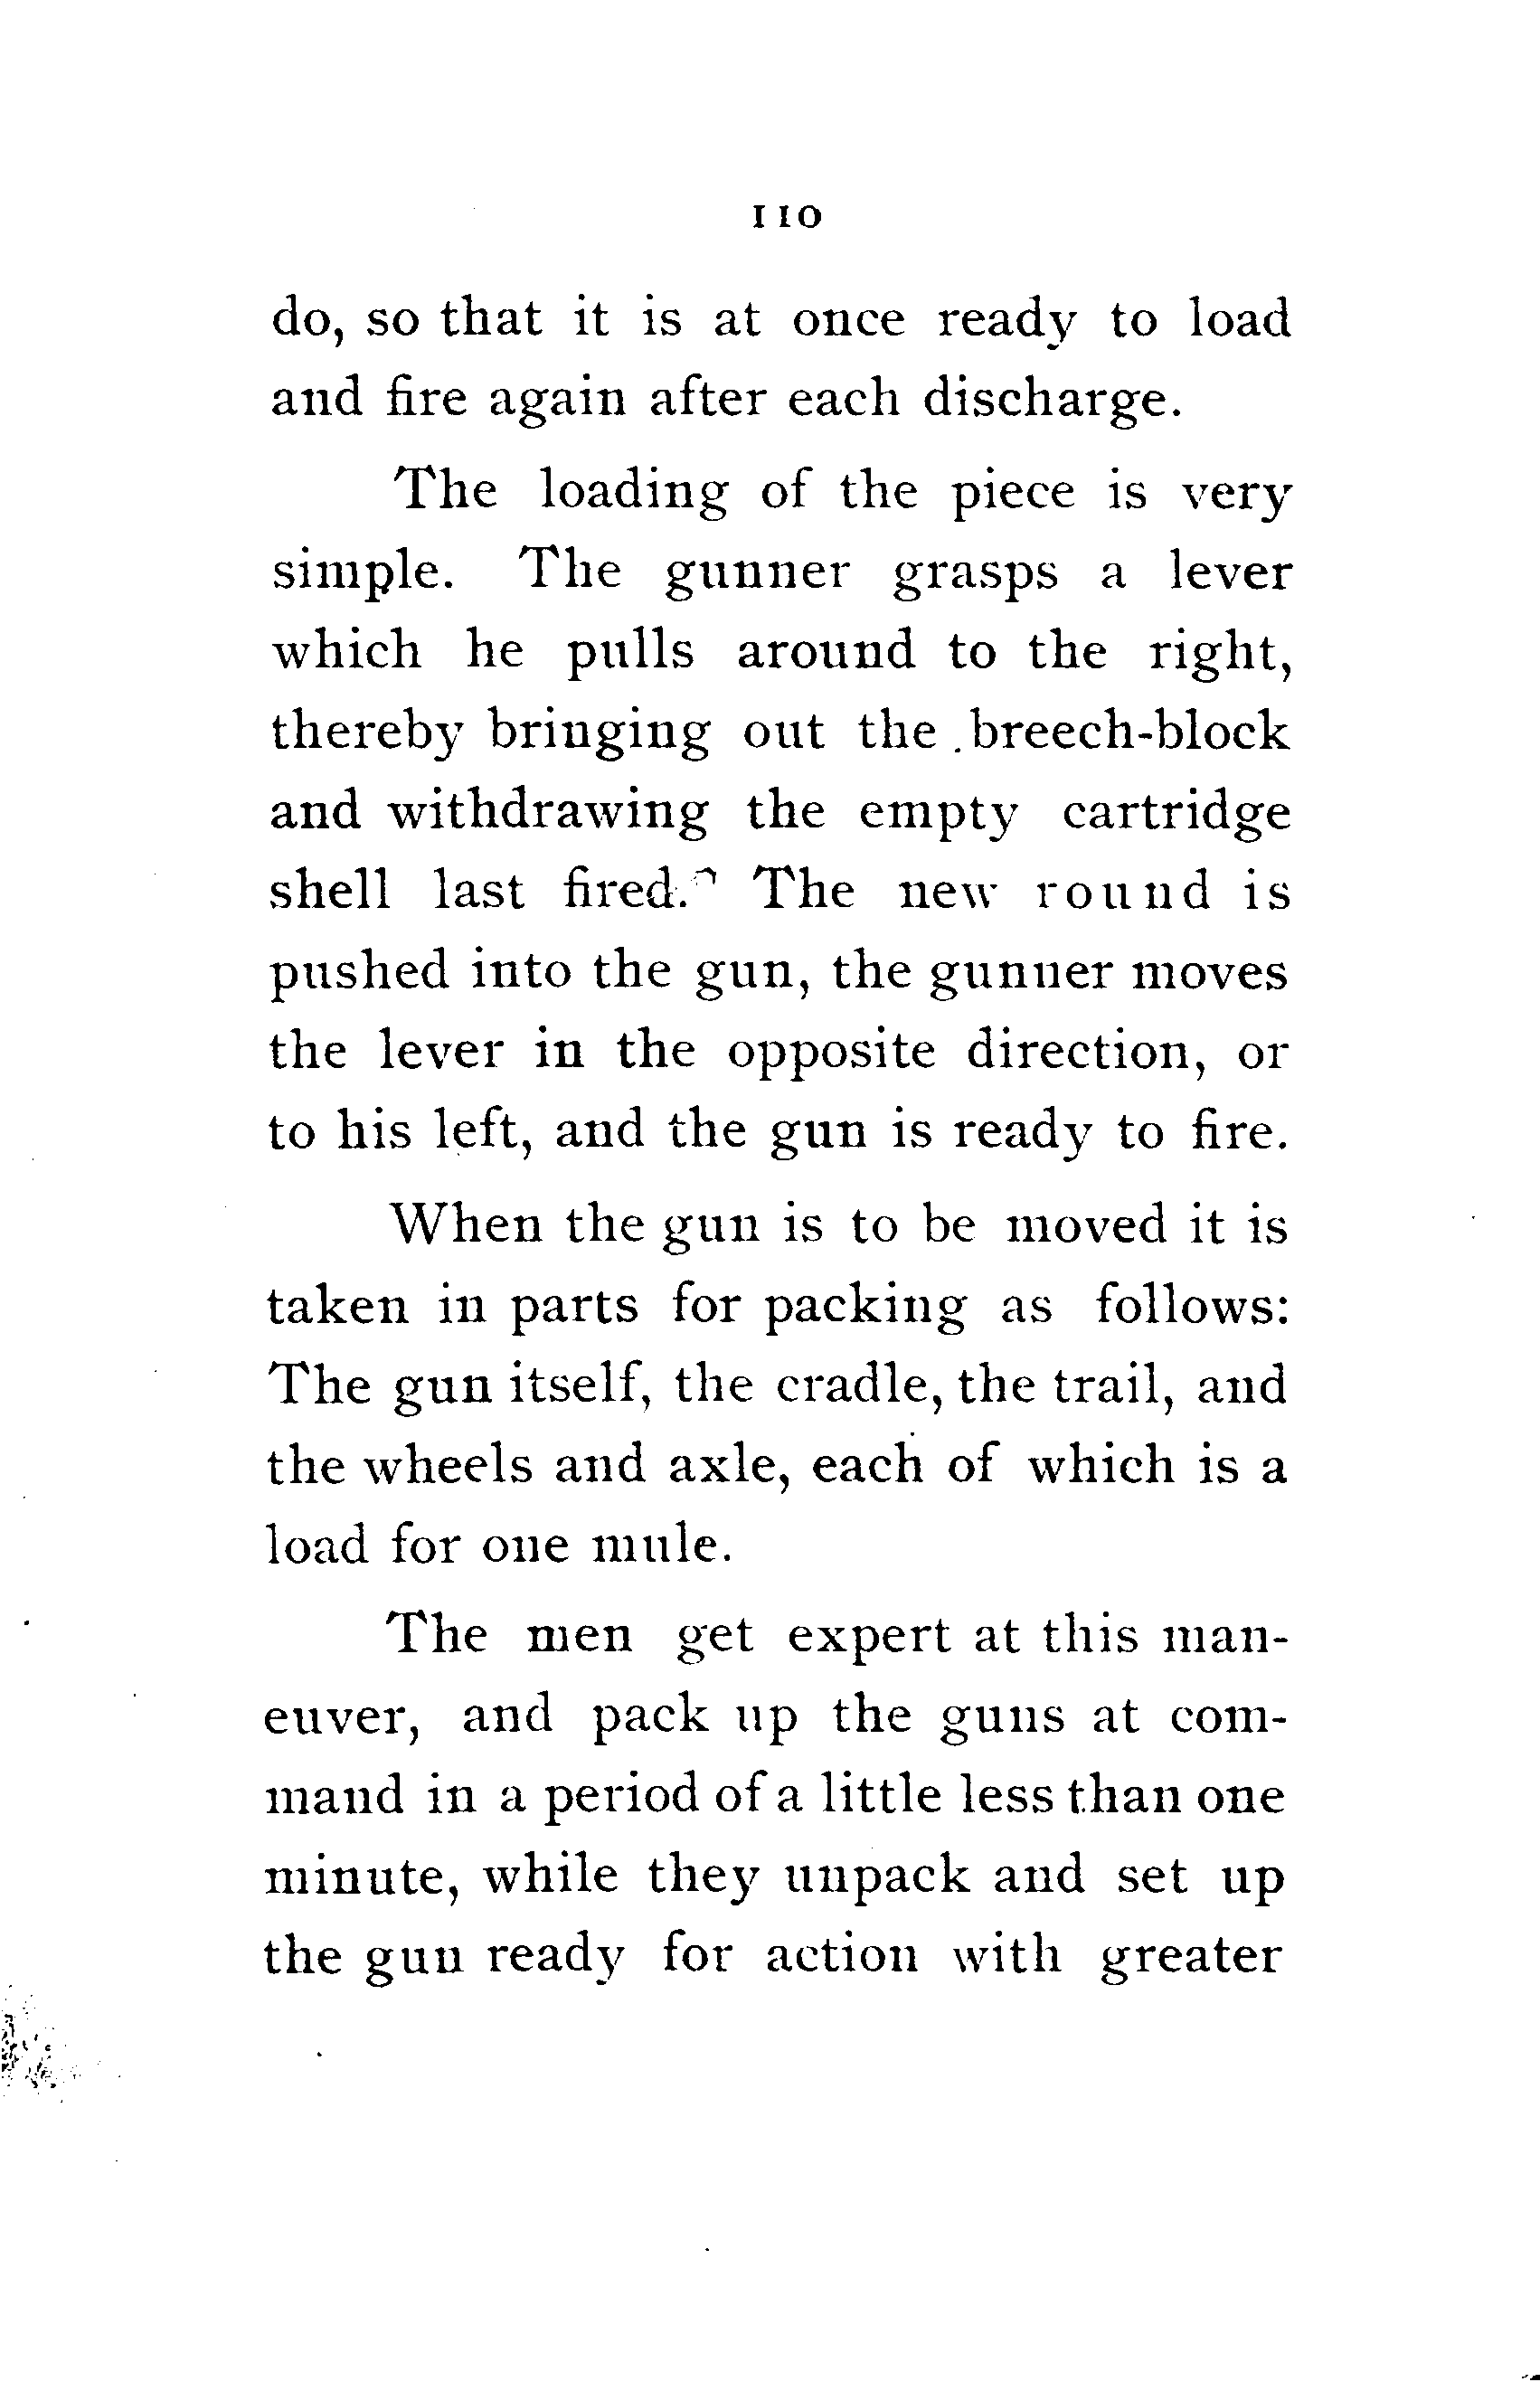 110
do, so that it is at once ready to load
and fire again after each discharge.
The loading of the piece is very
simple. The gunner grasps a lever
which he pulls around to the right,
thereby bringing out the breech-block
and withdrawing the empty cartridge
shell last fired. The new round is
pushed into the gun, the gunner moves
the lever in the opposite direction, or
to his left, and the gun is ready to fire.
When the gun is to be moved it is
taken in parts for packing as follows:
The gun itself, the cradle, the trail, and
the wheels and axle, each of which is a
load for one mule.
The men get expert at this man-
euver, and pack up the guns at com-
mand in a period of a little less than one
minute, while they unpack and set up
the gun ready for action with greater